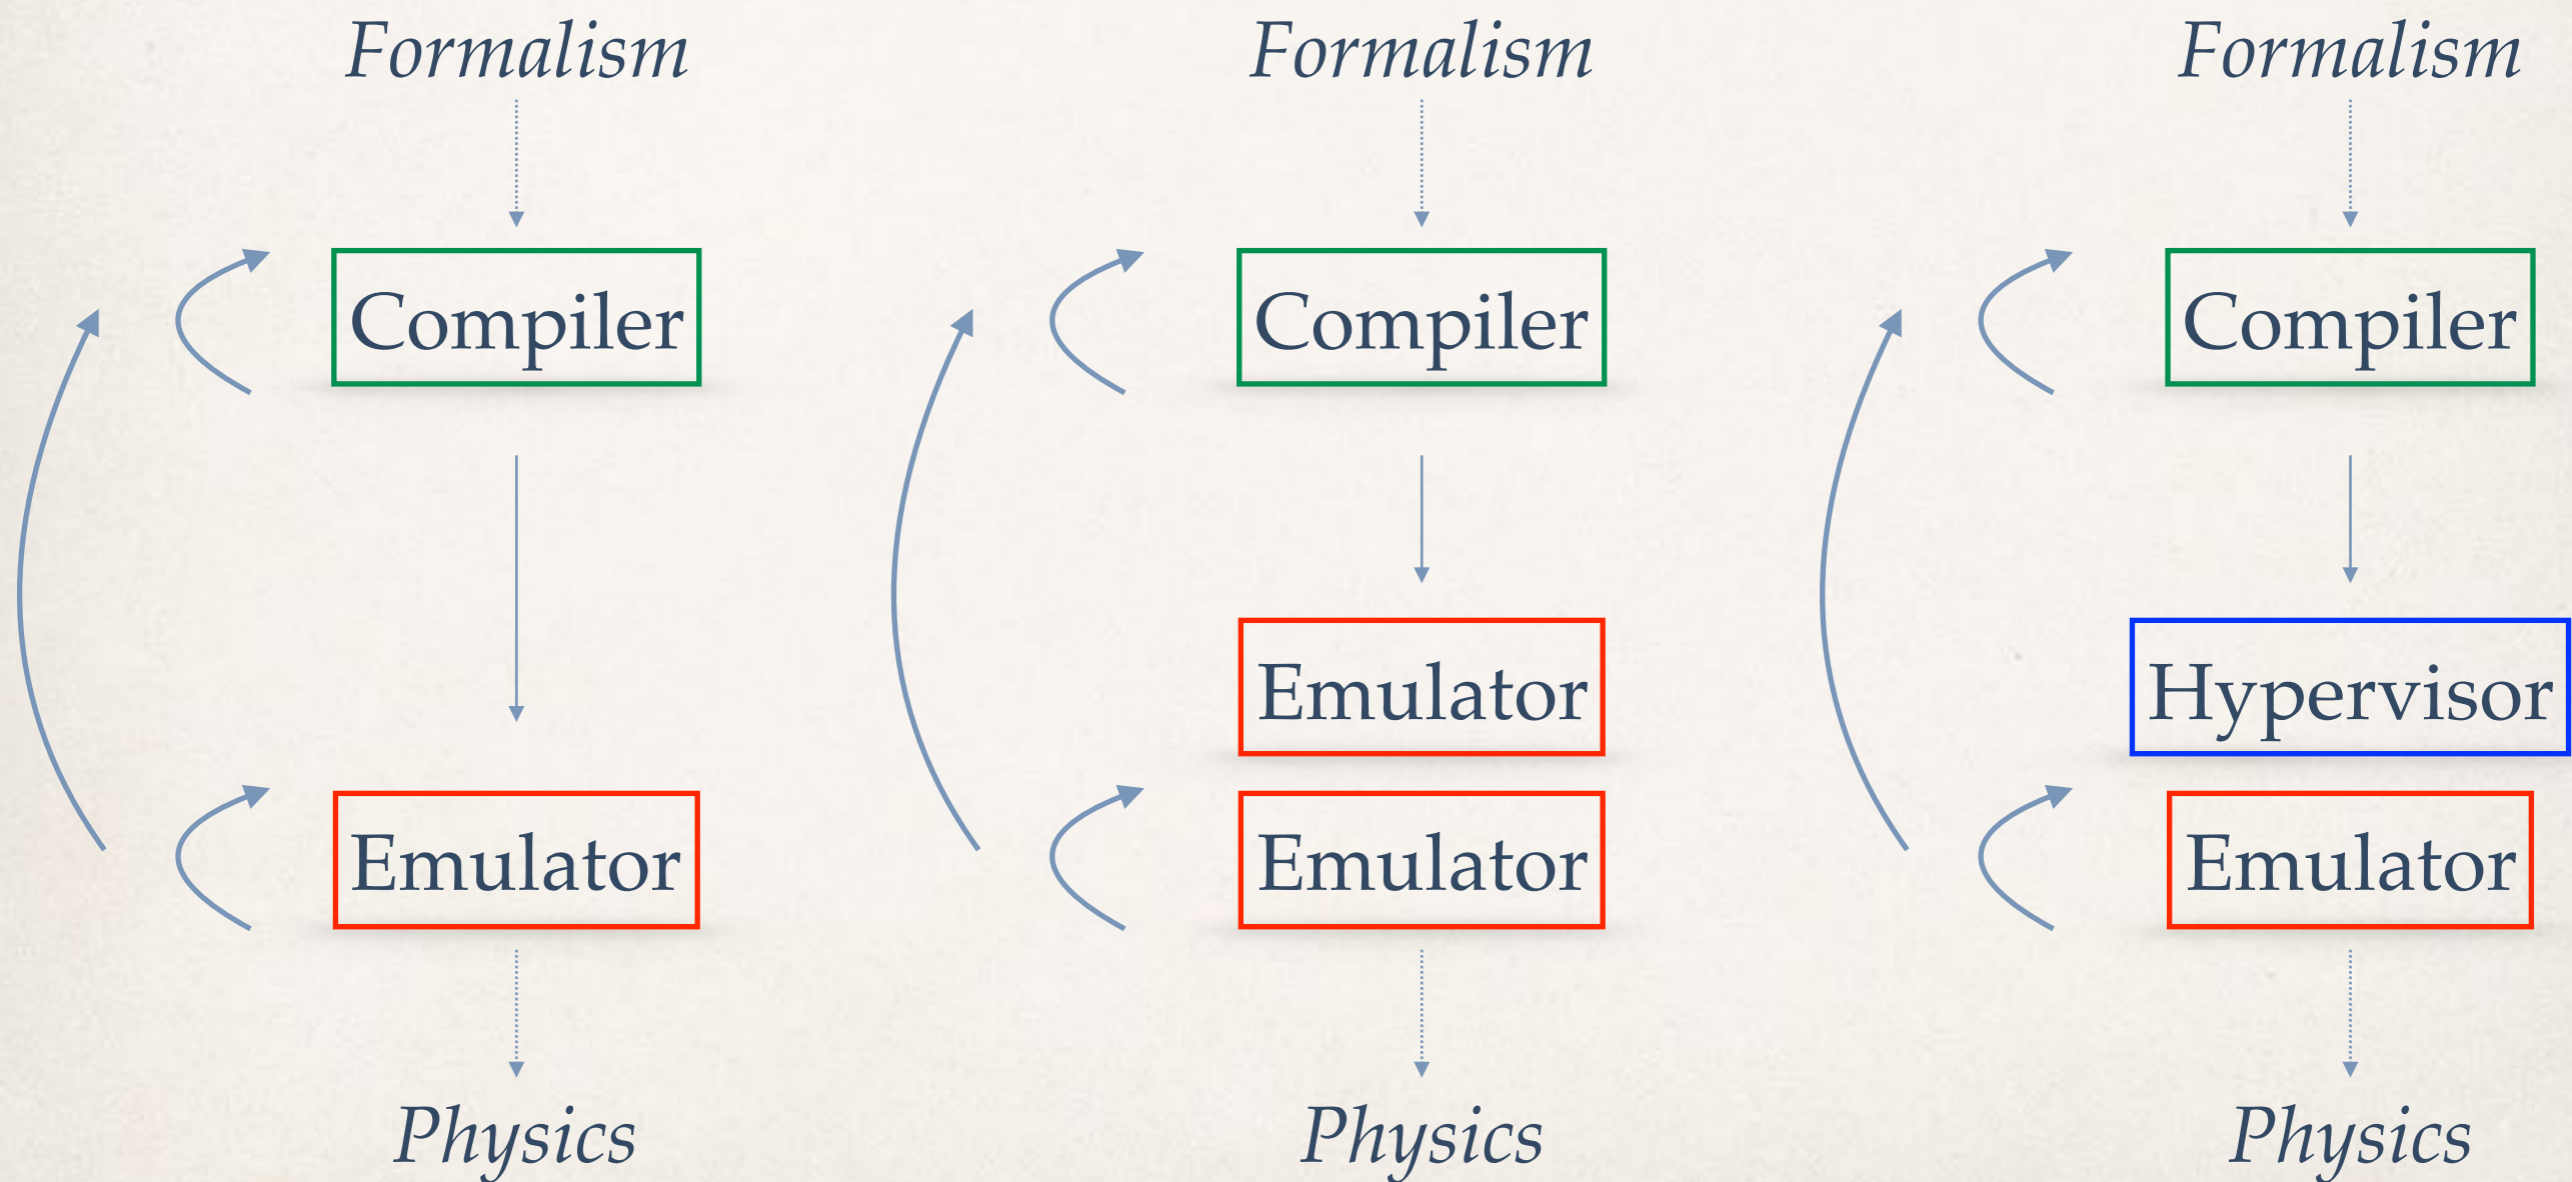 Formalism
Formalism
Formalism
Compiler
Compiler
Compiler
Emulator
Hypervisor
Emulator
Emulator
Emulator
Physics
Physics
Physics